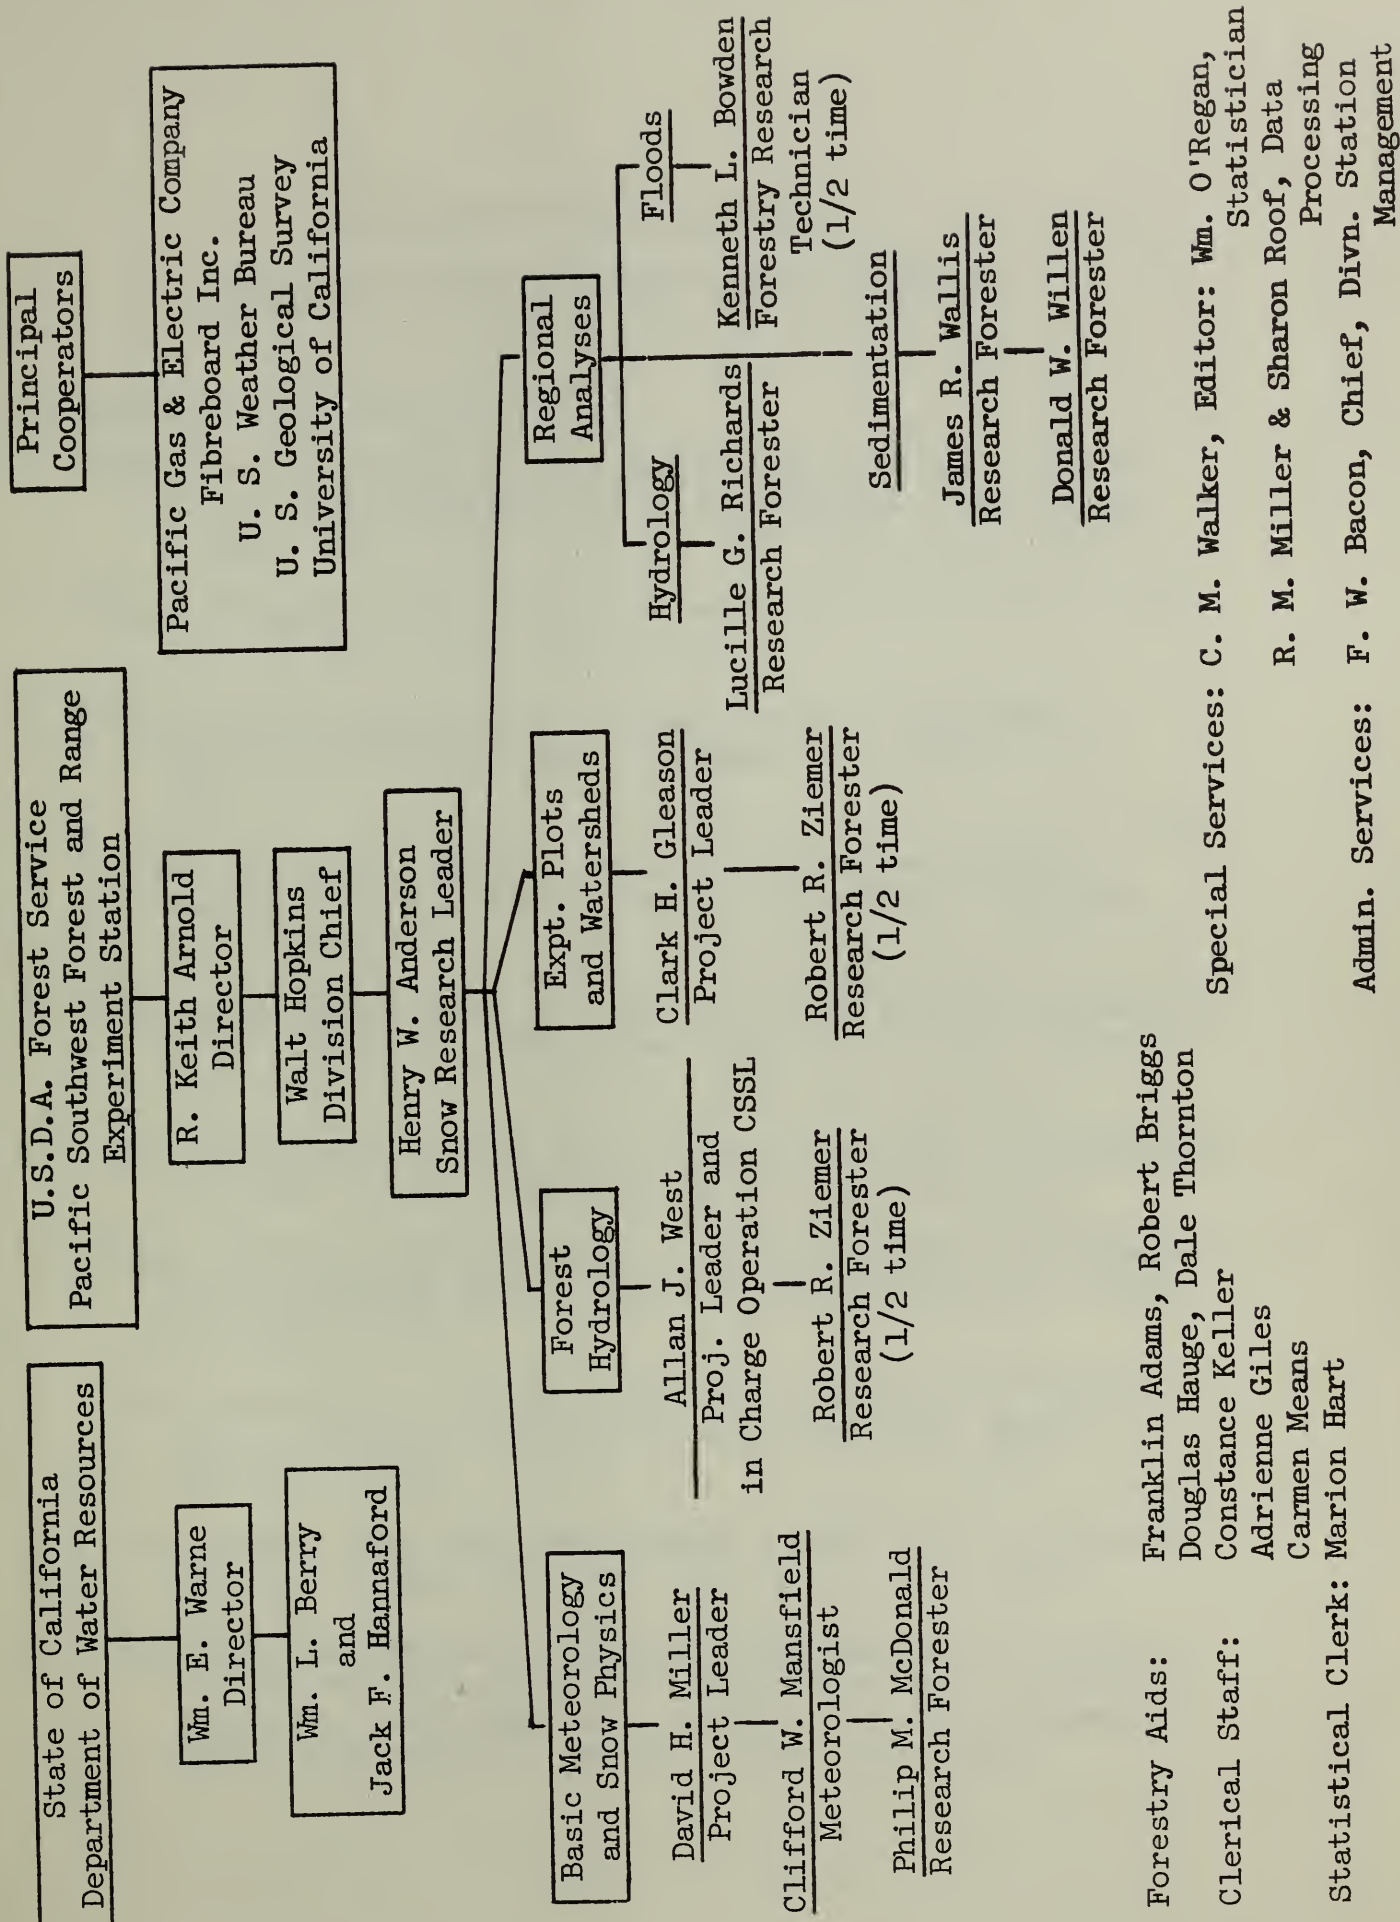 State of California
Department of Water Resources
Wm. E. Warne
Director
Wm. L. Berry
and
Jack F. Hannaford
U.S.D.A. Forest Service
Pacific Southwest Forest and Range
Experiment Station
R. Keith Arnold
Director
Walt Hopkins
Division Chief
Henry W. Anderson
Snow Research Leader
Principal
Cooperators
Pacific Gas & Electric Company
Fibreboard Inc.
U. S. Weather Bureau
U. S. Geological Survey
University of California
Basic Meteorology
and Snow Physics
David H. Miller
Project Leader
Clifford W. Mansfield
Meteorologist
Philip M. McDonald
Research Forester
Forest
Hydrology
Allan J. West
Proj. Leader and
in Charge Operation CSSL
Robert R. Ziemer
Research Forester
(1/2 time)
Expt. Plots
and Watersheds
Clark H. Gleason
Project Leader
Robert R. Ziemer
Research Forester
(1/2 time)
Regional
Analyses
Hydrology
Lucille G. Richards
Research Forester
Floods
Kenneth L. Bowden
Forestry Research
Technician
(1/2 time)
Sedimentation
James R. Wallis
Research Forester
Donald W. Willen
Research Forester
Forestry Aids: Franklin Adams, Robert Briggs
Douglas Hauge, Dale Thornton
Clerical Staff: Constance Keller
Adrienne Giles
Carmen Means
Statistical Clerk: Marion Hart
Special Services: C. M. Walker, Editor: Wm. O'Regan,
Statistician
R. M. Miller & Sharon Roof, Data
Processing
Admin. Services: F. W. Bacon, Chief, Divn. Station
Management